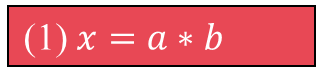 (1) x = a * b